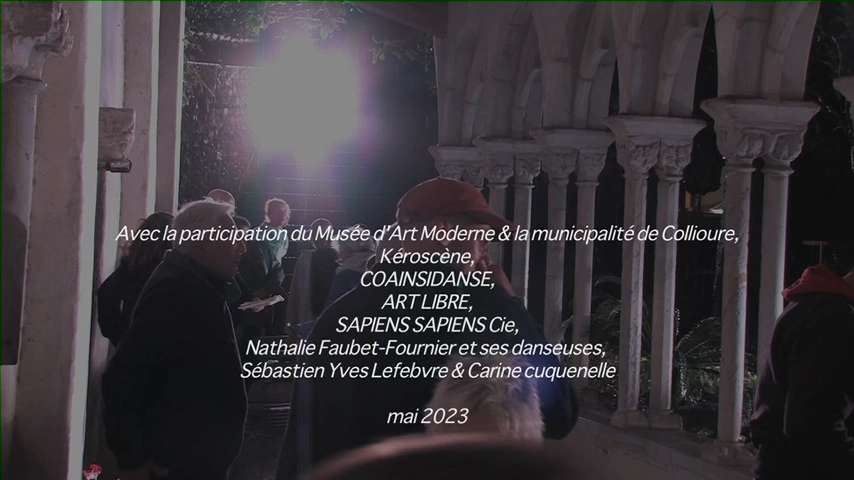 Avec la participation du Musée d'Art Moderne & la municipalité de Collioure,
Kéroscène,
COAINSIDANSE,
ART LIBRE,
SAPIENS SAPIENS Cie,
Nathalie Faubet-Fournier et ses danseuses,
Sébastien Yves Lefebvre & Carine cuquenelle
mai 2023